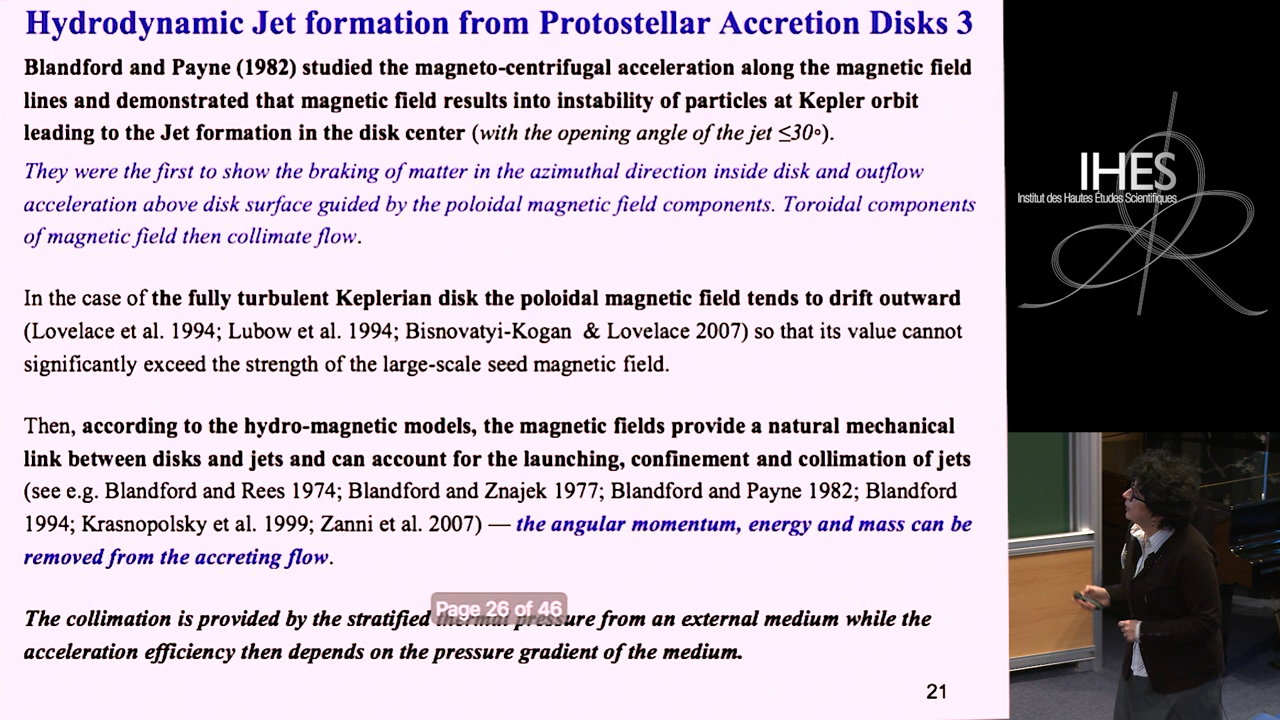 Hydrodynamic Jet formation from Protostellar Accretion Disks 3
Blandford and Payne (1982) studied the magneto-centrifugal acceleration along the magnetic field
lines and demonstrated that magnetic field results into instability of particles at Kepler orbit
leading to the Jet formation in the disk center (with the opening angle of the jet ≤30°).
They were the first to show the braking of matter in the azimuthal direction inside disk and outflow
acceleration above disk surface guided by the poloidal magnetic field components. Toroidal components
of magnetic field then collimate flow.
In the case of the fully turbulent Keplerian disk the poloidal magnetic field tends to drift outward
(Lovelace et al. 1994; Lubow et al. 1994; Bisnovatyi-Kogan & Lovelace 2007) so that its value cannot
significantly exceed the strength of the large-scale seed magnetic field.
Then, according to the hydro-magnetic models, the magnetic fields provide a natural mechanical
link between disks and jets and can account for the launching, confinement and collimation of jets
(see e.g. Blandford and Rees 1974; Blandford and Znajek 1977; Blandford and Payne 1982; Blandford
1994; Krasnopolsky et al. 1999; Zanni et al. 2007) — the angular momentum, energy and mass can be
removed from the accreting flow.
Page 26 of 46
The collimation is provided by the stratified thermal pressure from an external medium while the
acceleration efficiency then depends on the pressure gradient of the medium.
21
IHES
Institut des Hautes Études Scientifiques